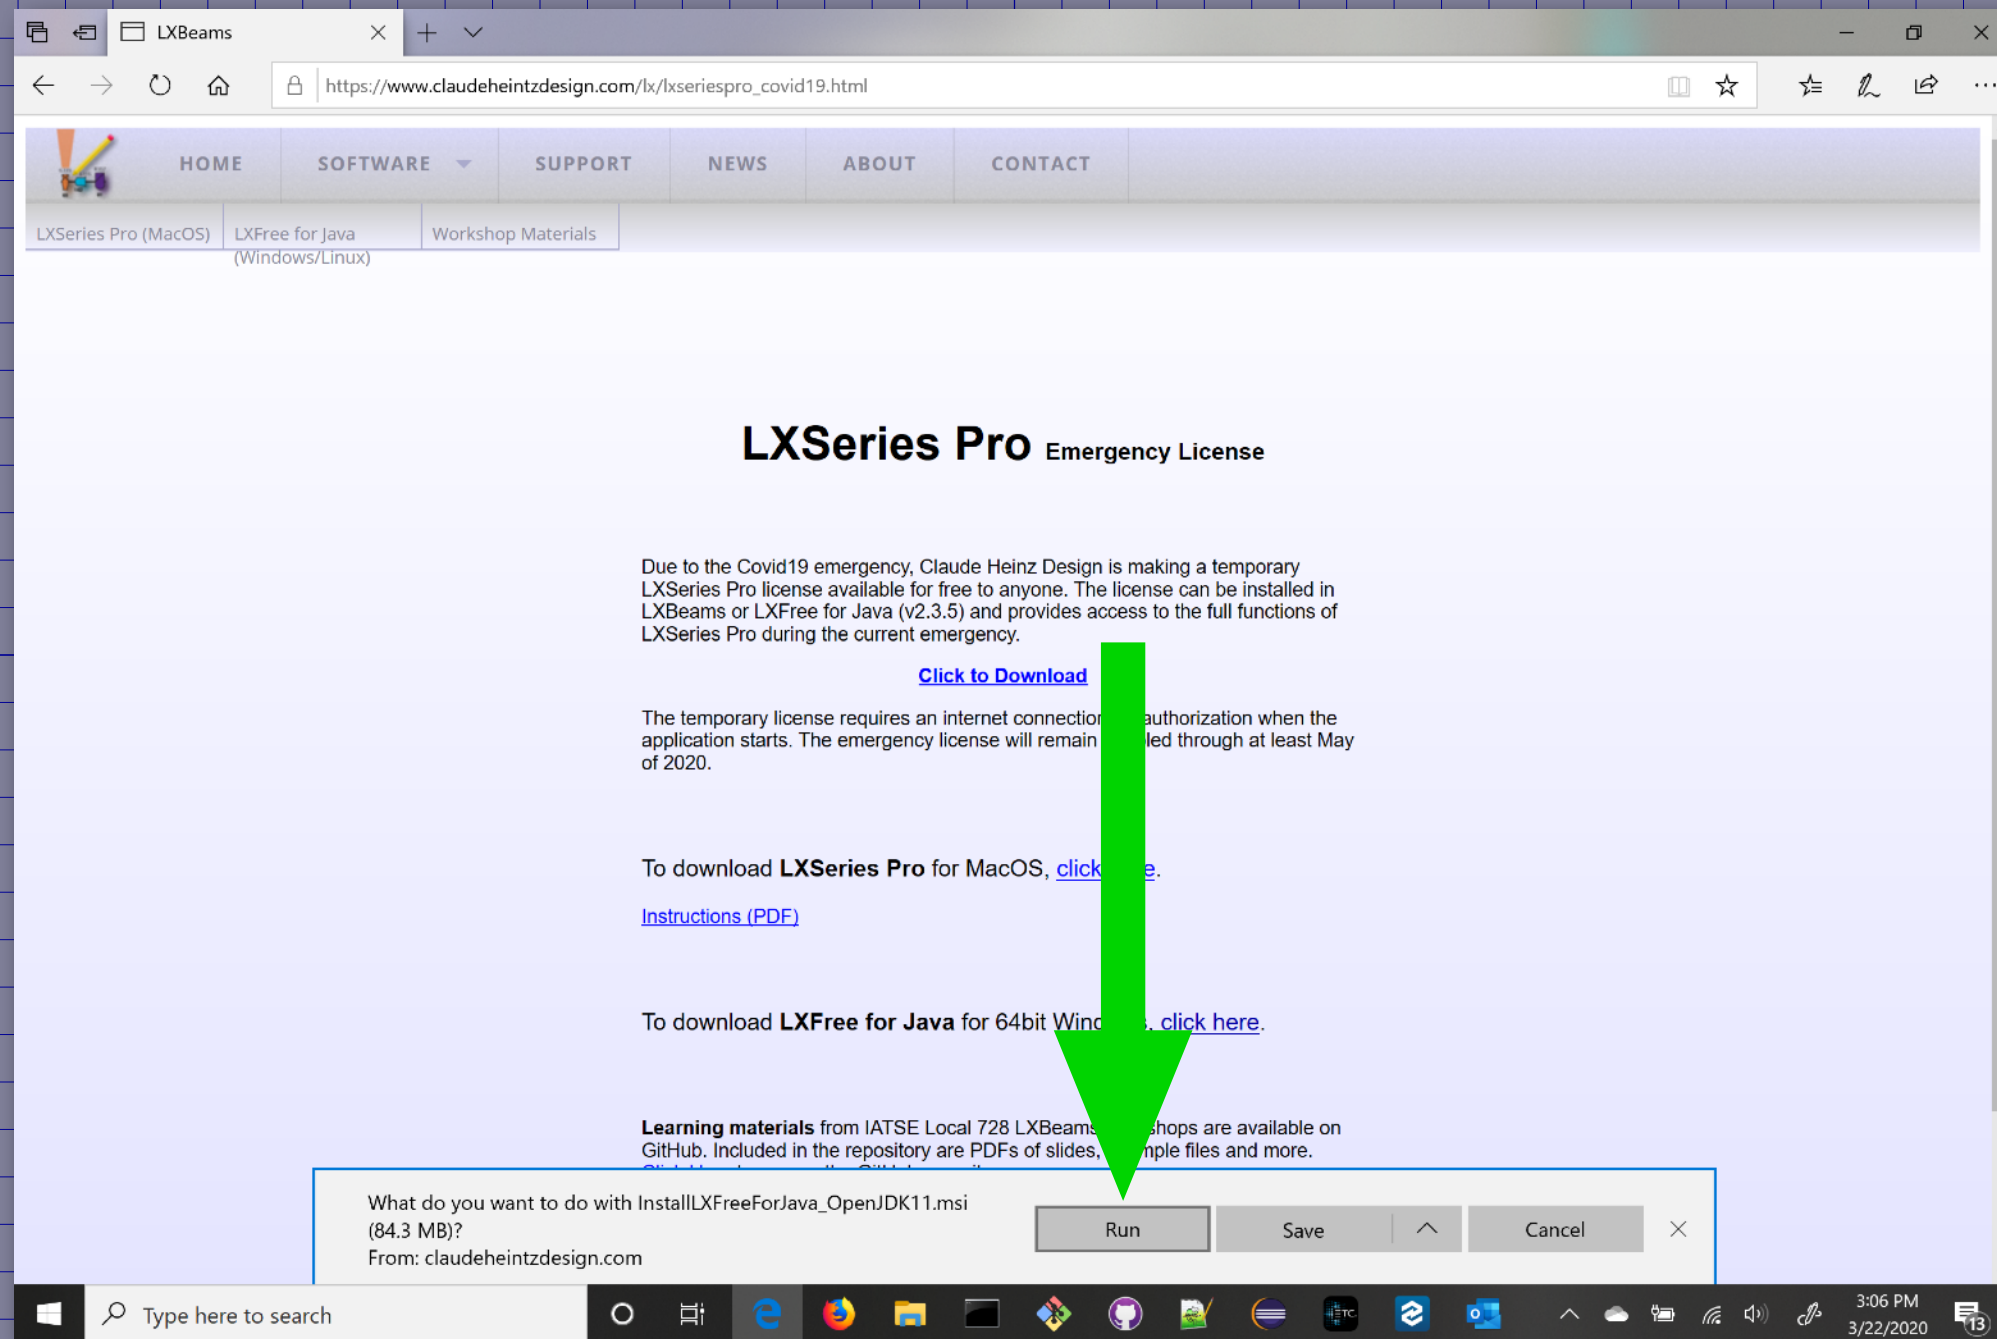 LXBeams
https://www.claudeheintzdesign.com/lx/lxseriespro_covid19.html
HOME SOFTWARE SUPPORT NEWS ABOUT CONTACT
LXSeries Pro (MacOS) LXFree for Java Workshop Materials
(Windows/Linux)
LXSeries Pro Emergency License
Due to the Covid19 emergency, Claude Heinz Design is making a temporary
LXSeries Pro license available for free to anyone. The license can be installed in
LXBeams or LXFree for Java (v2.3.5) and provides access to the full functions of
LXSeries Pro during the current emergency.
Click to Download
The temporary license requires an internet connection authorization when the
application starts. The emergency license will remain through at least May
of 2020.
To download LXSeries Pro for MacOS, click
Instructions (PDF)
To download LXFree for Java for 64bit click here.
Learning materials from IATSE Local 728 LXBeams are available on
GitHub. Included in the repository are PDFs of slides, files and more.
What do you want to do with InstallLXFreeForJava_OpenJDK11.msi
(84.3 MB)?
From: claudeheintzdesign.com
Run Save Cancel
Type here to search
ETC
3:06 PM
3/22/2020
13